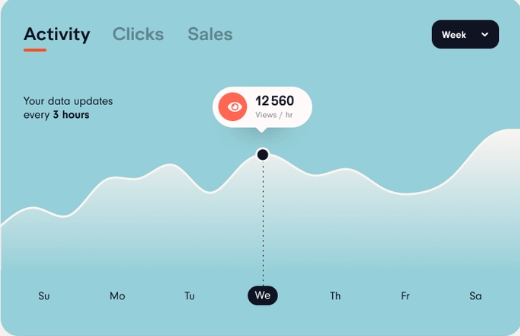 Activity Clicks Sales
Week
Your data updates
every 3 hours
12 560
Views / hr
Su Mo Tu We Th Fr Sa